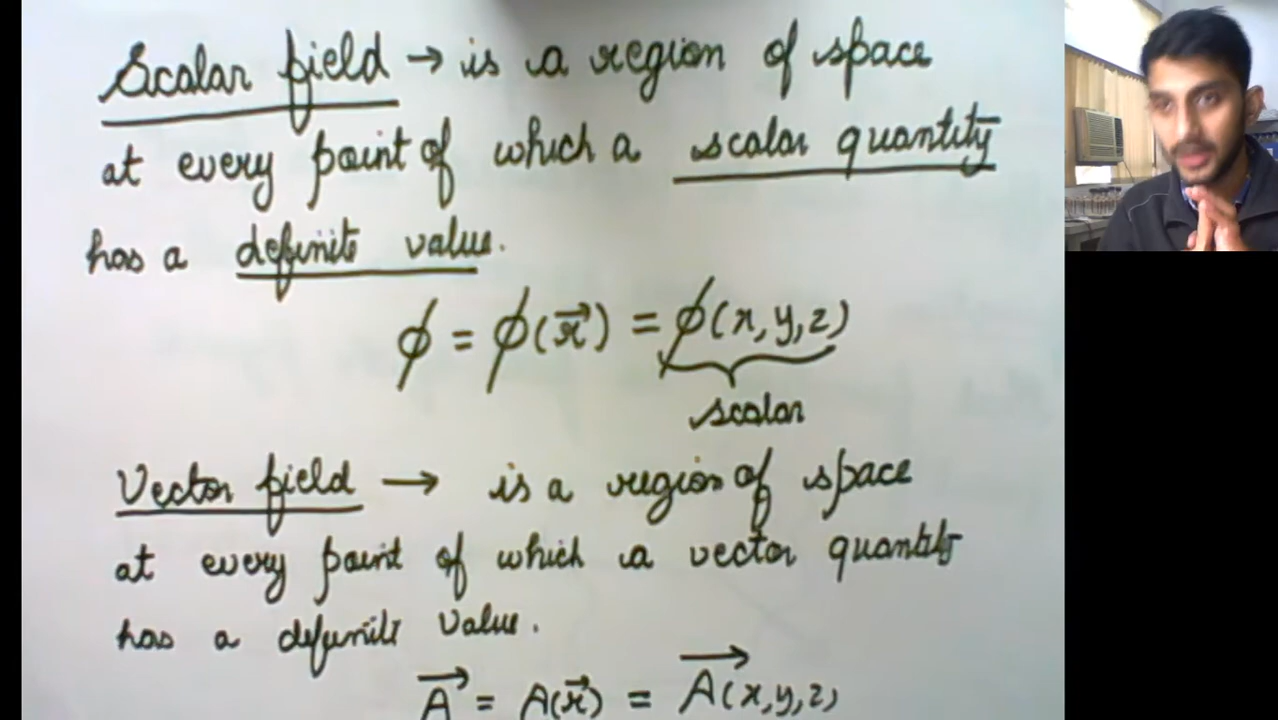 Scalar field → is a region of space
at every point of which a scalar quantity
has a definite value.
ϕ = ϕ(r⃗) = ϕ(x,y,z)
scalar
Vector field → is a region of space
at every point of which a vector quantity
has a definite value.
A⃗ = A(r⃗) = A⃗(x,y,z)